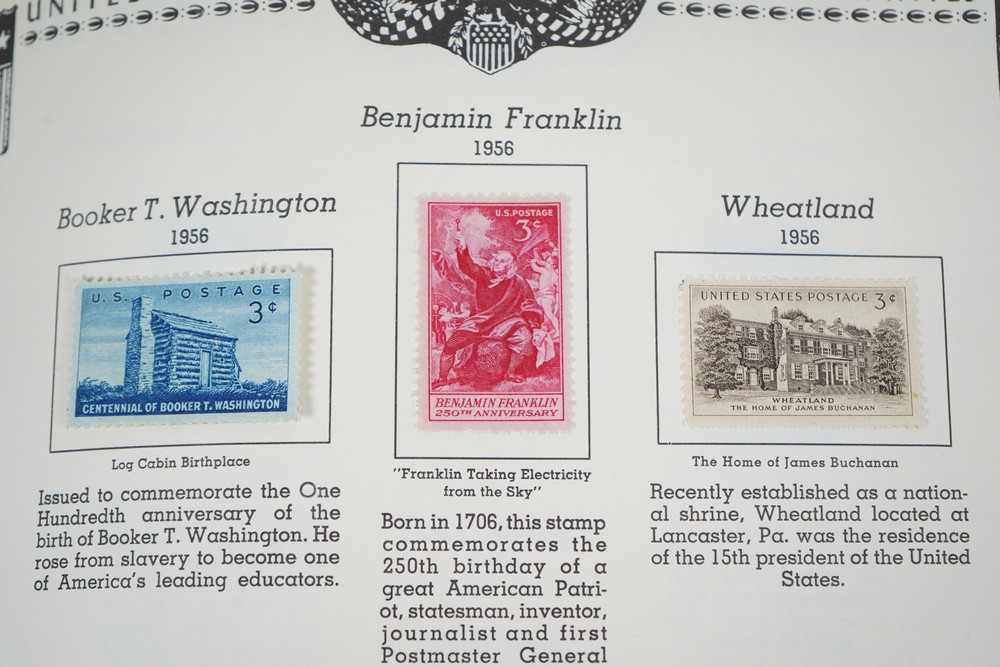 UNITED
Benjamin Franklin
1956
U.S. POSTAGE
3¢
BENJAMIN FRANKLIN
250TH ANNIVERSARY
"Franklin Taking Electricity
from the Sky"
Born in 1706, this stamp
commemorates the
250th birthday of a
great American Patri-
ot, statesman, inventor,
journalist and first
Postmaster General
Booker T. Washington
1956
U.S. POSTAGE
3¢
CENTENNIAL OF BOOKER T. WASHINGTON
Log Cabin Birthplace
Issued to commemorate the One
Hundredth anniversary of the
birth of Booker T. Washington. He
rose from slavery to become one
of America's leading educators.
Wheatland
1956
UNITED STATES POSTAGE 3¢
WHEATLAND
THE HOME OF JAMES BUCHANAN
The Home of James Buchanan
Recently established as a nation-
al shrine, Wheatland located at
Lancaster, Pa. was the residence
of the 15th president of the United
States.